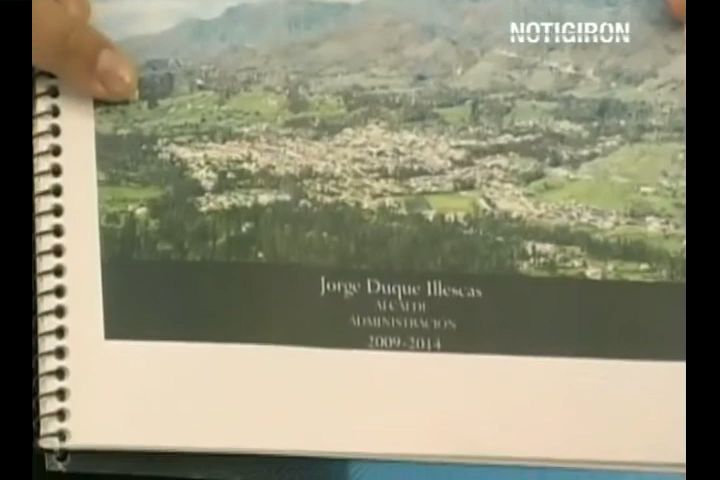 NOTIGIRON
Jorge Duque Illescas
ALCALDE
ADMINISTRACIÓN
2009-2014